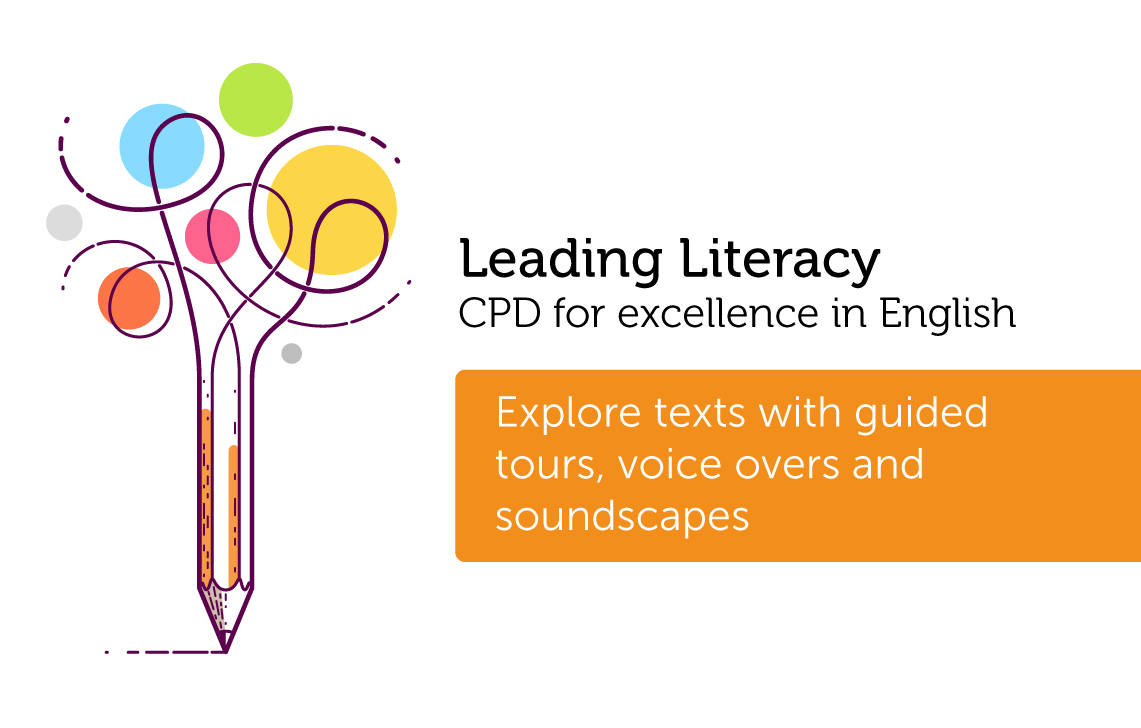 Leading Literacy
CPD for excellence in English
Explore texts with guided
tours, voice overs and
soundscapes